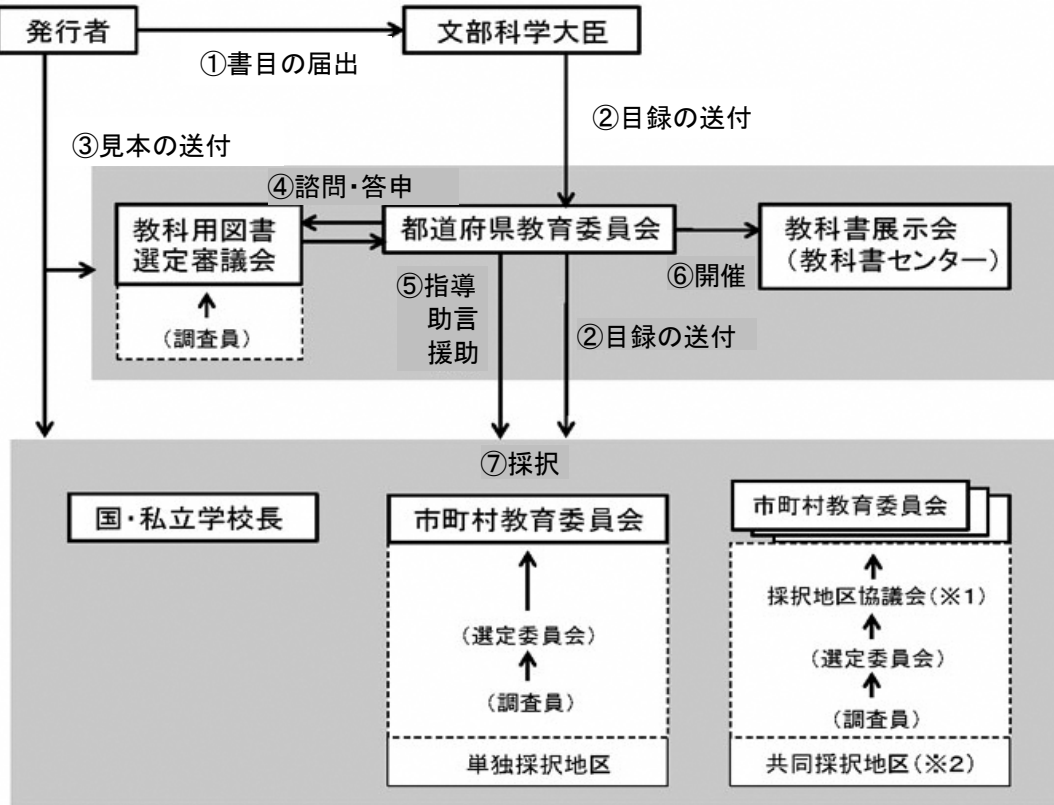 発行者
文部科学大臣
①書目の届出
②目録の送付
③見本の送付
④諮問・答申
教科用図書
選定審議会
(調査員)
都道府県教育委員会
教科書展示会
(教科書センター)
⑤指導
助言
援助
⑥開催
②目録の送付
⑦採択
国・私立学校長
市町村教育委員会
(選定委員会)
(調査員)
単独採択地区
市町村教育委員会
採択地区協議会(※1)
(選定委員会)
(調査員)
共同採択地区(※2)